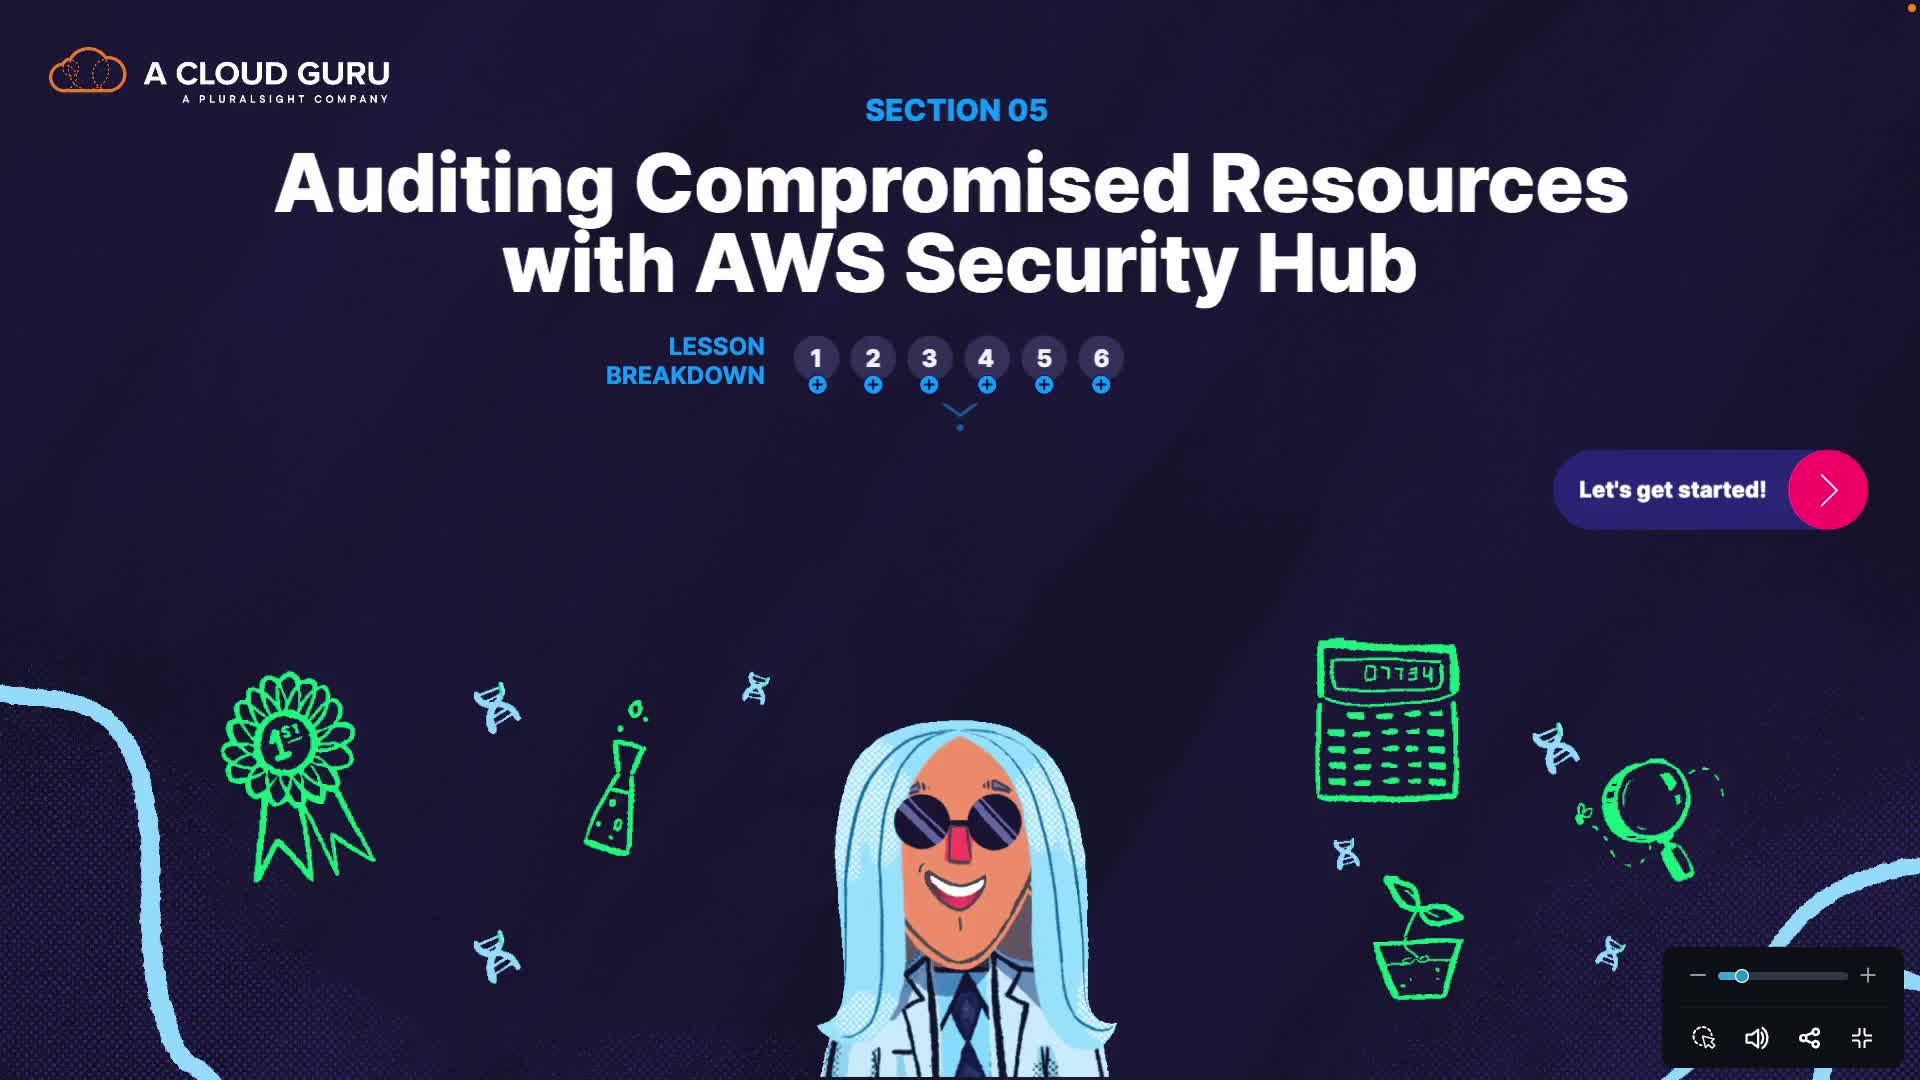 A CLOUD GURU
A PLURALSIGHT COMPANY
SECTION 05
Auditing Compromised Resources
with AWS Security Hub
LESSON
BREAKDOWN
1 2 3 4 5 6
Let's get started!
07734
1ST